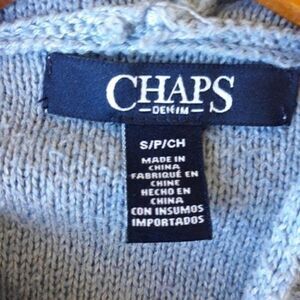 CHAPS
DENIM
S/P/CH
MADE IN
CHINA
FABRIQUÉ EN
CHINE
HECHO EN
CHINA
CON INSUMOS
IMPORTADOS